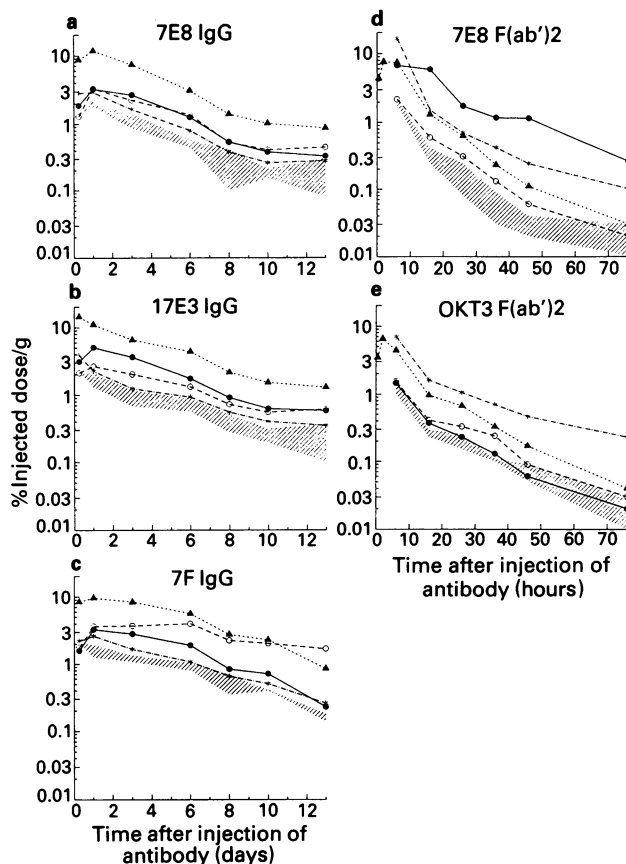 a
7E8 IgG
10
3
1
0.3
0.1
0.03
0.01
0 2 4 6 8 10 12
b
17E3 IgG
10
3
1
0.3
0.1
0.03
0.01
0 2 4 6 8 10 12
c
7F IgG
10
3
1
0.3
0.1
0.03
0.01
0 2 4 6 8 10 12
Time after injection of
antibody (days)
%Injected dose/g
d
7E8 F(ab')2
10
3
1
0.3
0.1
0.03
0.01
0 10 20 30 40 50 60 70
e
OKT3 F(ab')2
10
3
1
0.3
0.1
0.03
0.01
0 10 20 30 40 50 60 70
Time after injection of
antibody (hours)